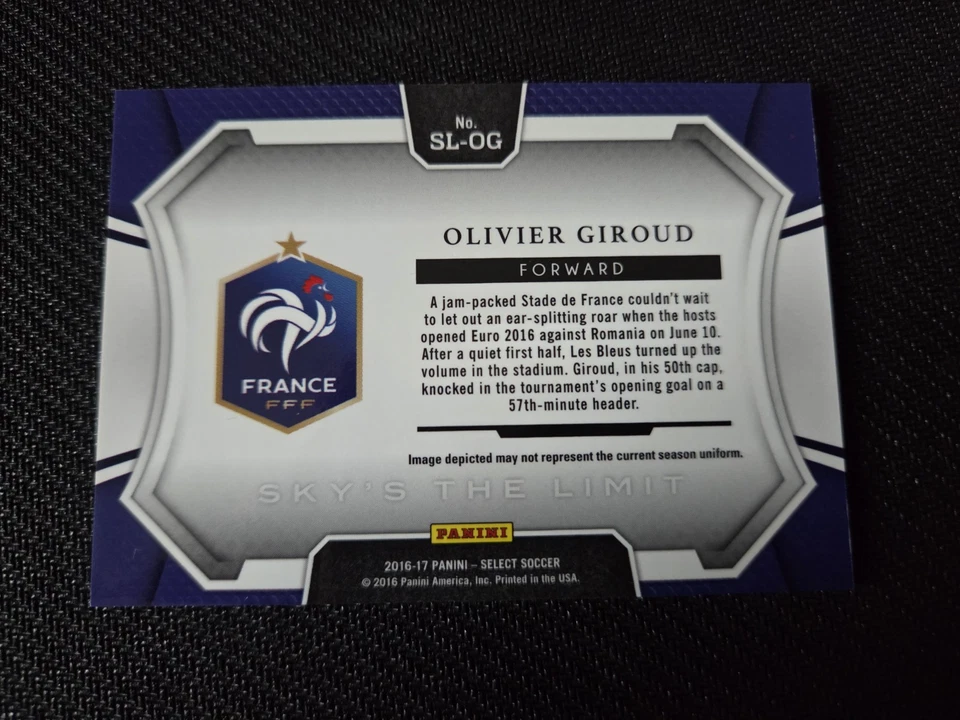 No.
SL-OG
OLIVIER GIROUD
FORWARD
A jam-packed Stade de France couldn't wait
to let out an ear-splitting roar when the hosts
opened Euro 2016 against Romania on June 10.
After a quiet first half, Les Bleus turned up the
volume in the stadium. Giroud, in his 50th cap,
knocked in the tournament's opening goal on a
57th-minute header.
FRANCE
FFF
Image depicted may not represent the current season uniform.
SKY'S THE LIMIT
PANINI
2016-17 PANINI – SELECT SOCCER
© 2016 Panini America, Inc. Printed in the USA.